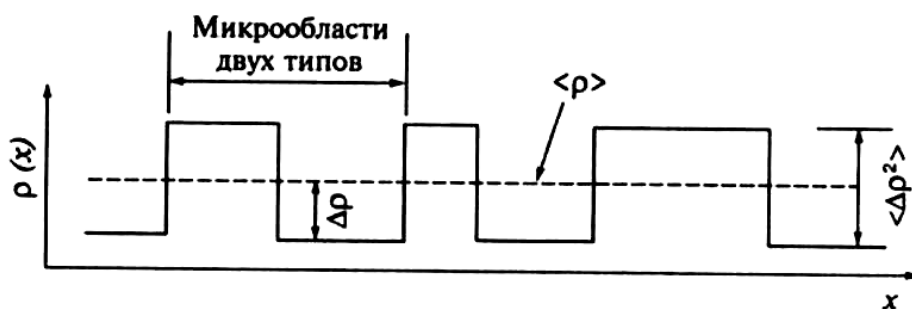 Микрообласти
двух типов
<ρ>
ρ (x)
Δρ
<Δρ²>
x